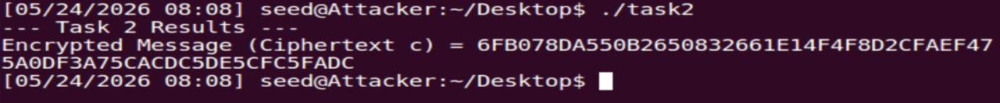 [05/24/2026 08:08] seed@Attacker:~/Desktop$ ./task2
--- Task 2 Results ---
Encrypted Message (Ciphertext c) = 6FB078DA550B2650832661E14F4F8D2CFAEF47
5A0DF3A75CACDC5DE5CFC5FADC
[05/24/2026 08:08] seed@Attacker:~/Desktop$